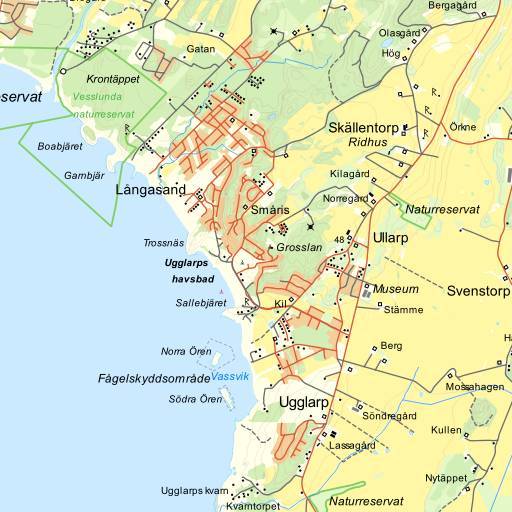 Bergagård
Gatan
Olasgård
Hög
Krontäppet
Vesslunda
naturreservat
servat
Skällentorp
Ridhus
Örkne
Boabjäret
Gambjär
Långasand
Kilagård
Norregård
Naturreservat
Småris
Trossnäs
Grosslan
48
Ullarp
Ugglarps
havsbad
Museum
Svenstorp
Sallebjäret
Kil
Stämme
Norra Ören
Berg
Fågelskyddsområde
Vassvik
Mossahagen
Södra Ören
Ugglarp
Söndregård
Kullen
Lassagård
Nytäppet
Ugglarps kvarn
Kvarntorpet
Naturreservat